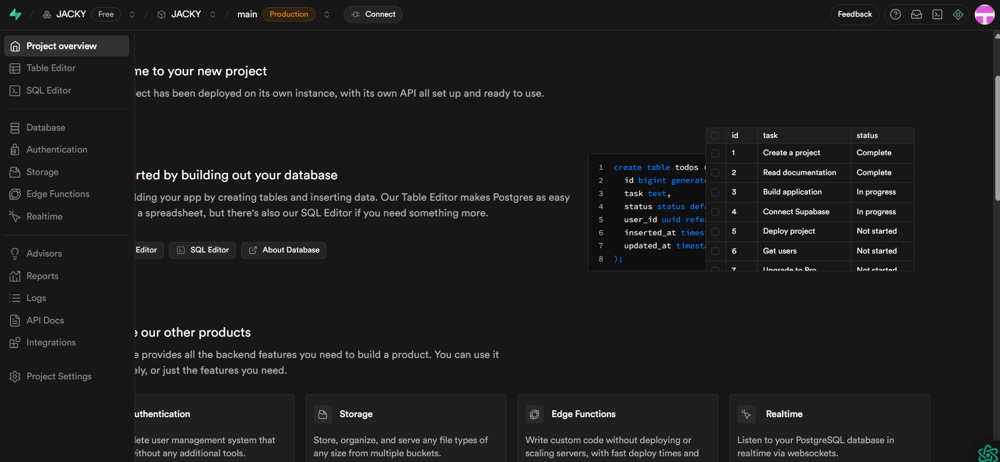 JACKY Free JACKY main Production Connect Feedback
Project overview
Table Editor
SQL Editor
Database
Authentication
Storage
Edge Functions
Realtime
Advisors
Reports
Logs
API Docs
Integrations
Project Settings
me to your new project
ject has been deployed on its own instance, with its own API all set up and ready to use.
rted by building out your database
lding your app by creating tables and inserting data. Our Table Editor makes Postgres as easy
a spreadsheet, but there's also our SQL Editor if you need something more.
Editor SQL Editor About Database
1 create table todos (
2 id bigint generate
3 task text,
4 status status defa
5 user_id uuid refer
6 inserted_at timest
7 updated_at timesta
8 );
id task status
1 Create a project Complete
2 Read documentation Complete
3 Build application In progress
4 Connect Supabase In progress
5 Deploy project Not started
6 Get users Not started
7 Upgrade to Pro Not started
e our other products
e provides all the backend features you need to build a product. You can use it
ely, or just the features you need.
uthentication
lete user management system that
ithout any additional tools.
Storage
Store, organize, and serve any file types of
any size from multiple buckets.
Edge Functions
Write custom code without deploying or
scaling servers, with fast deploy times and
Realtime
Listen to your PostgreSQL database in
realtime via websockets.